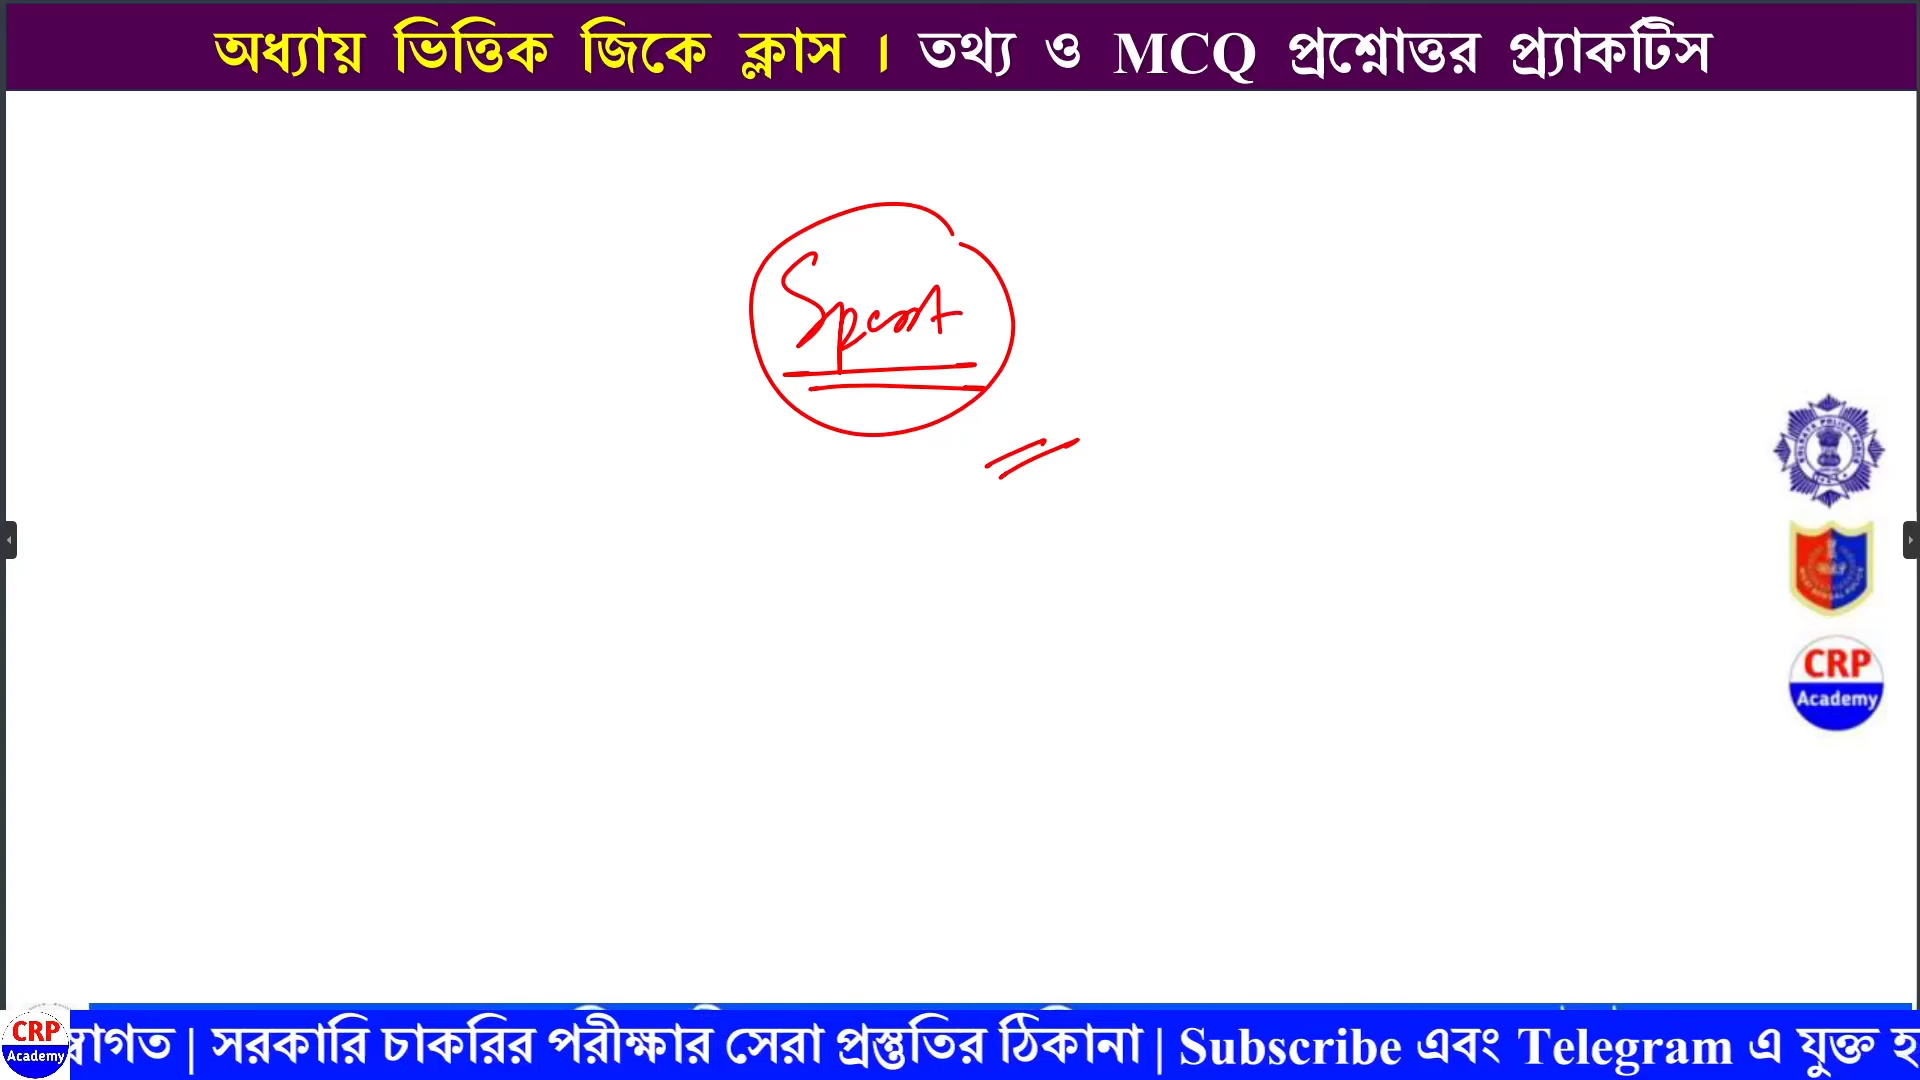 অধ্যায় ভিত্তিক জিকে ক্লাস । তথ্য ও MCQ প্রশ্নোত্তর প্র্যাকটিস
Sport
CRP
Academy
CRP
Academy
স্বাগত | সরকারি চাকরির পরীক্ষার সেরা প্রস্তুতির ঠিকানা | Subscribe এবং Telegram এ যুক্ত হ